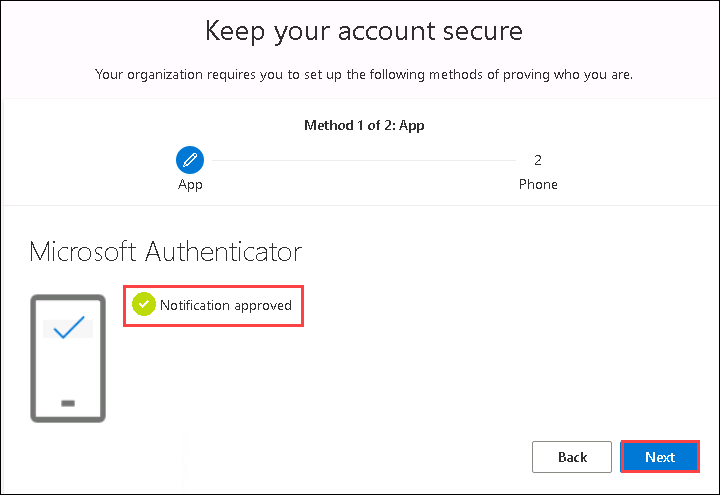 Keep your account secure
Your organization requires you to set up the following methods of proving who you are.
Method 1 of 2: App
2
App
Phone
Microsoft Authenticator
Notification approved
Back
Next